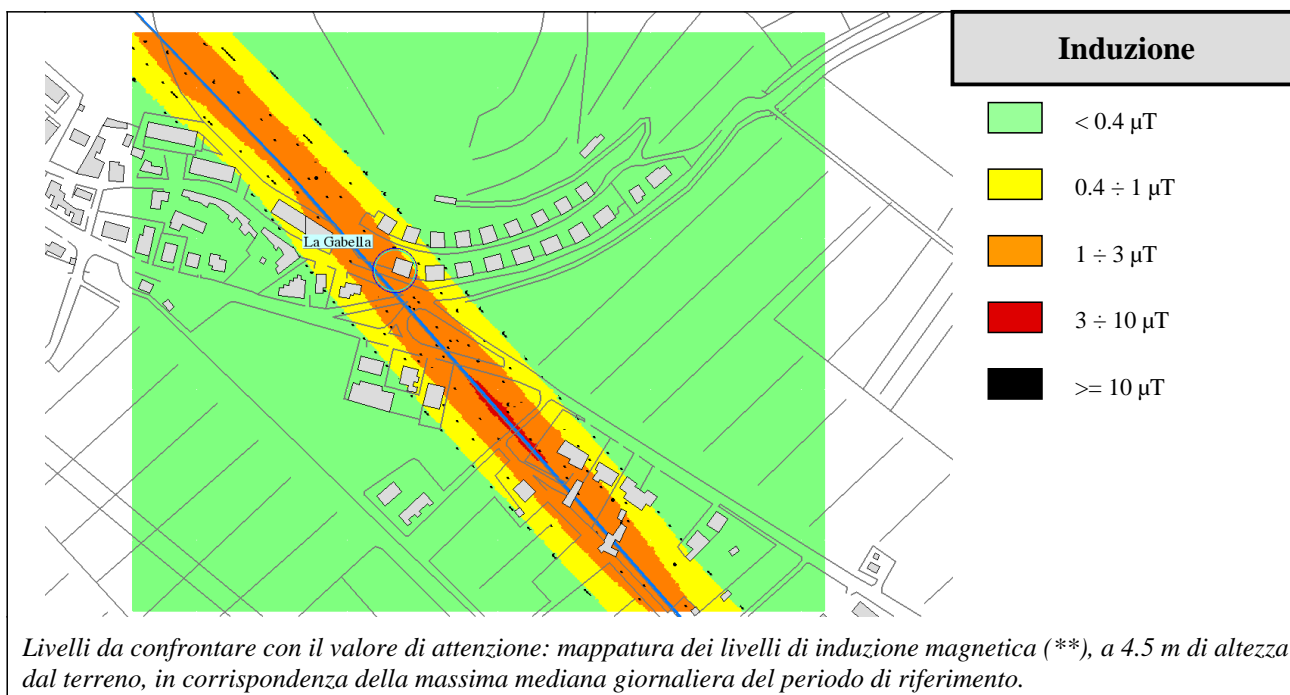 Induzione
< 0.4 µT
0.4 ÷ 1 µT
1 ÷ 3 µT
3 ÷ 10 µT
>= 10 µT
La Gabella
Livelli da confrontare con il valore di attenzione: mappatura dei livelli di induzione magnetica (**), a 4.5 m di altezza
dal terreno, in corrispondenza della massima mediana giornaliera del periodo di riferimento.